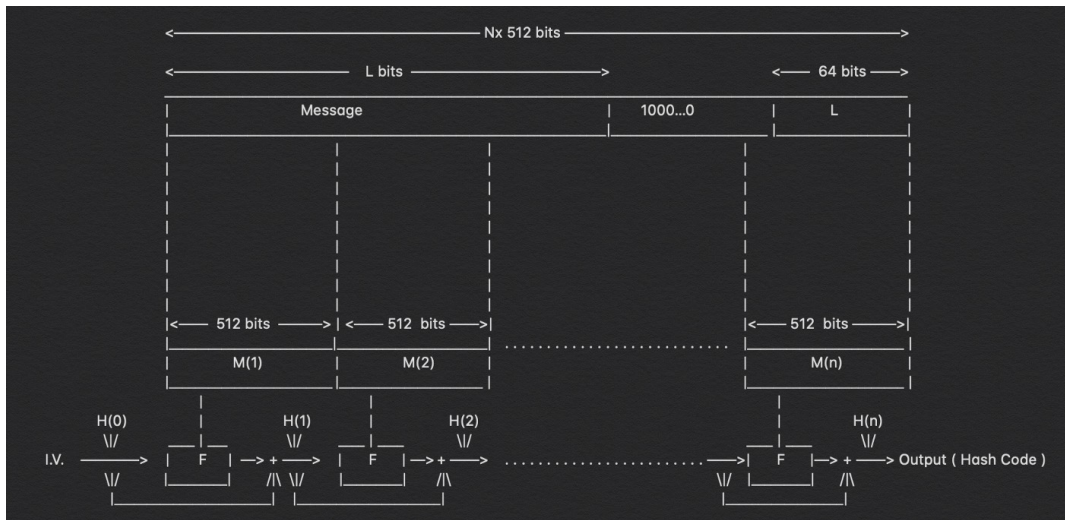 Nx 512 bits
L bits 64 bits
Message 1000...0 L
512 bits 512 bits 512 bits
M(1) M(2) M(n)
H(0) H(1) H(2) H(n)
I.V. F + F + F + Output ( Hash Code )